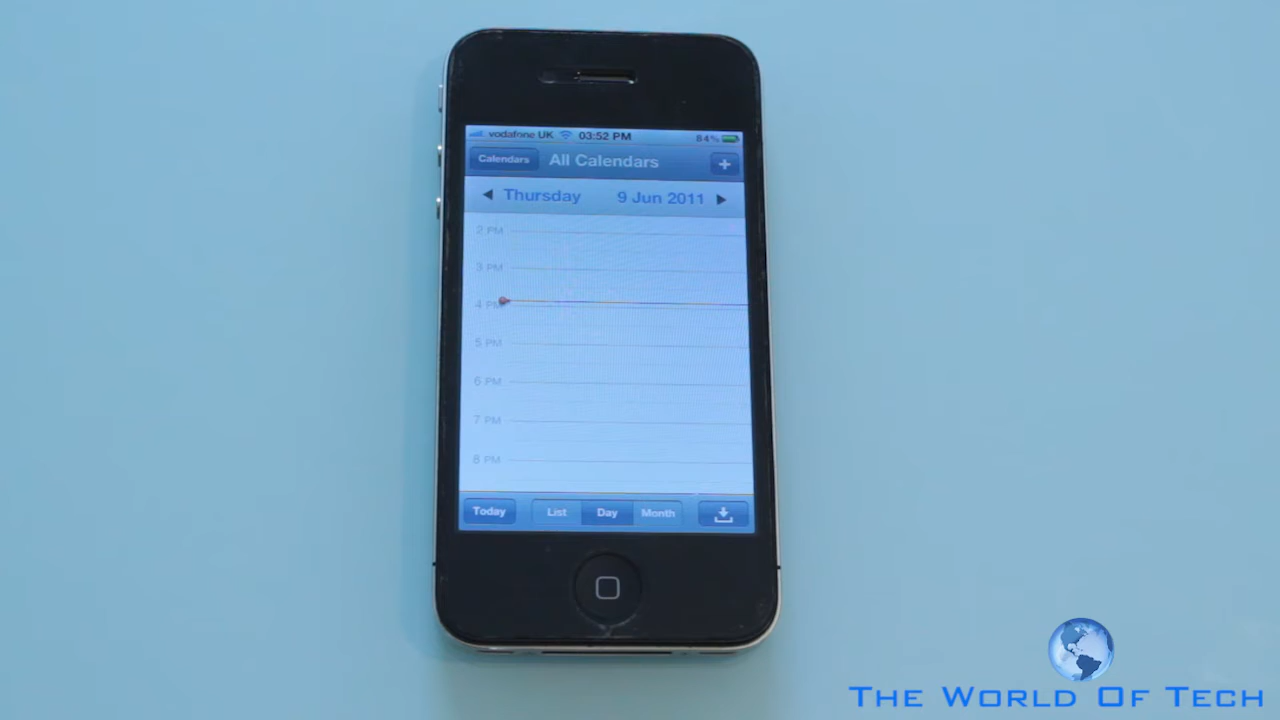 vodafone UK 03:52 PM 84%
Calendars All Calendars +
Thursday 9 Jun 2011
2 PM
3 PM
4 PM
5 PM
6 PM
7 PM
8 PM
Today List Day Month
The World Of Tech